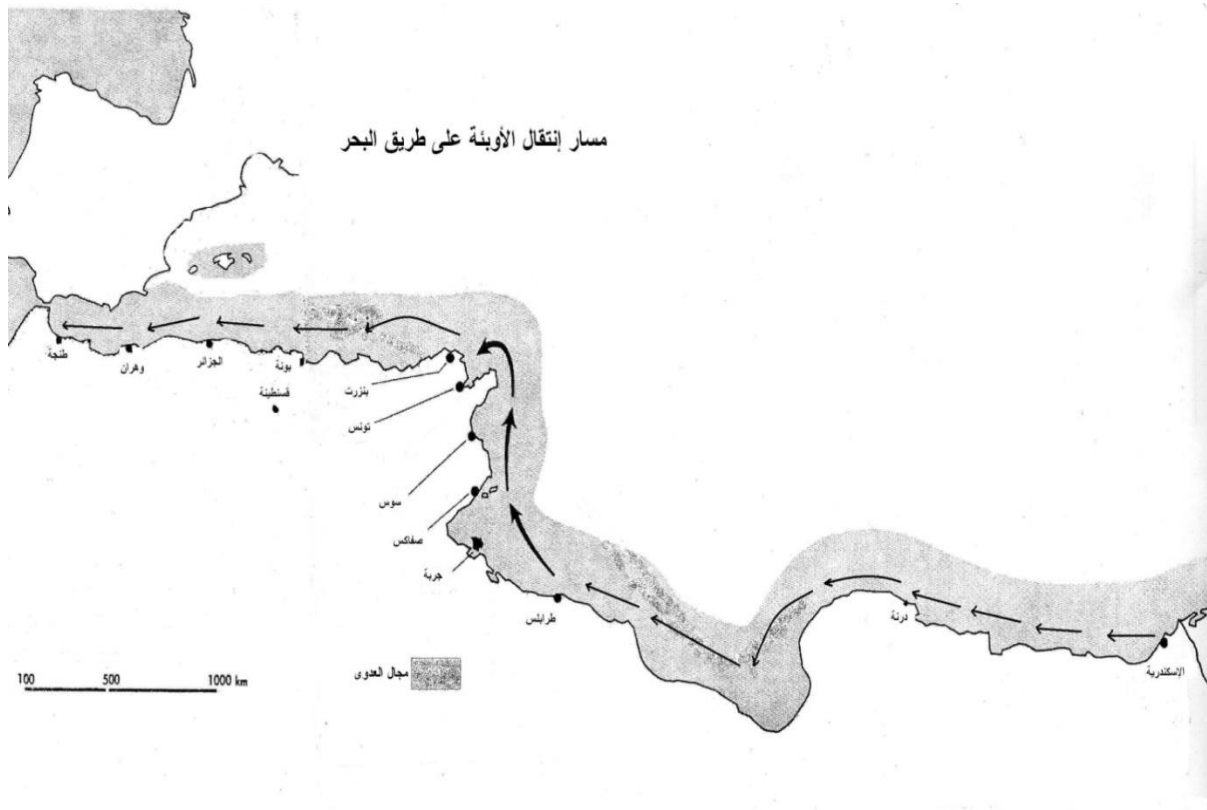 مسار إنتقال الأوبئة على طريق البحر
طنجة
وهران
الجزائر
بونة
قسنطينة
بنزرت
تونس
سوس
صفاكس
جربة
طرابلس
درنة
الإسكندرية
مجال العدوى
100 500 1000 km